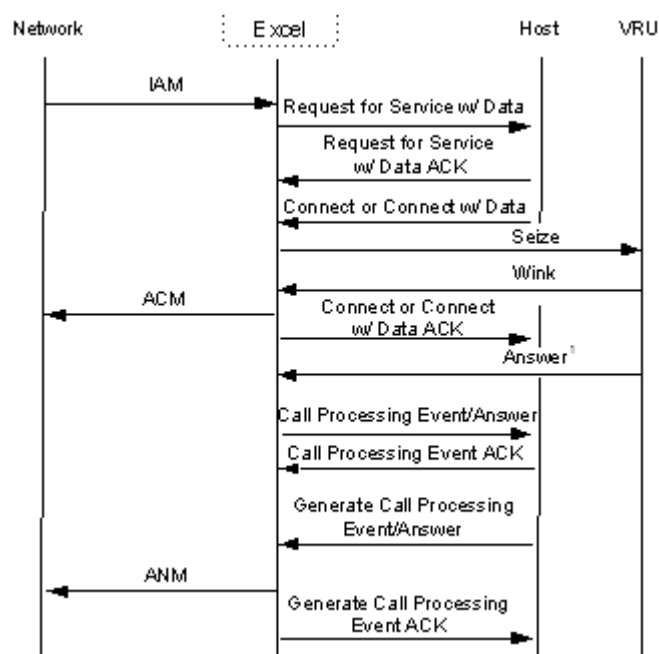 Network Excel Host VRU
IAM
Request for Service w/ Data
Request for Service
w/ Data ACK
Connect or Connect w/ Data
Seize
Wink
ACM
Connect or Connect
w/ Data ACK
Answer¹
Call Processing Event/Answer
Call Processing Event ACK
Generate Call Processing
Event/Answer
ANM
Generate Call Processing
Event ACK